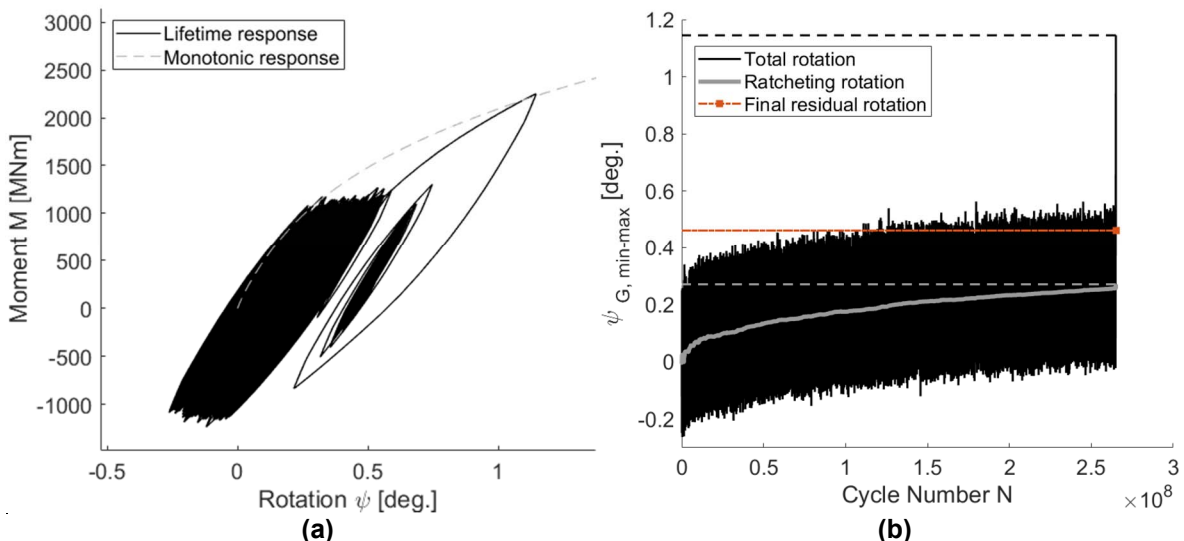 3000
2500
2000
1500
1000
500
0
-500
-1000
Moment M [MNm]
Lifetime response
Monotonic response
-0.5
0
0.5
1
Rotation ψ [deg.]
(a)
1.2
1
0.8
0.6
0.4
0.2
0
-0.2
ψ G, min-max [deg.]
Total rotation
Ratcheting rotation
Final residual rotation
0
0.5
1
1.5
2
2.5
3
Cycle Number N
×10^8
(b)